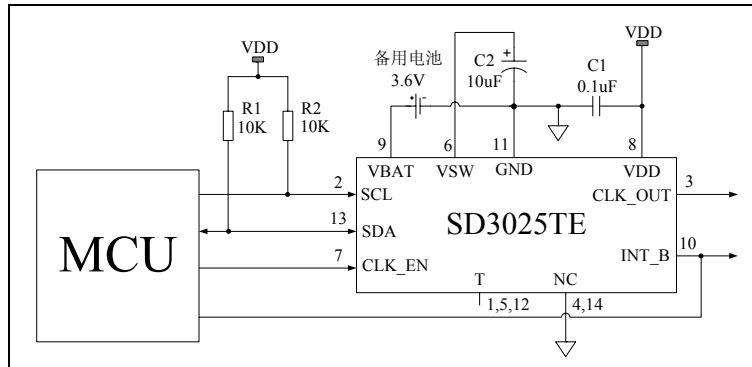 VDD
VDD
备用电池
3.6V
C2
10uF
C1
0.1uF
R1
10K
R2
10K
9
6
11
8
VBAT
VSW
GND
VDD
2
SCL
CLK_OUT
3
13
SDA
SD3025TE
MCU
7
CLK_EN
INT_B
10
T
NC
1,5,12
4,14